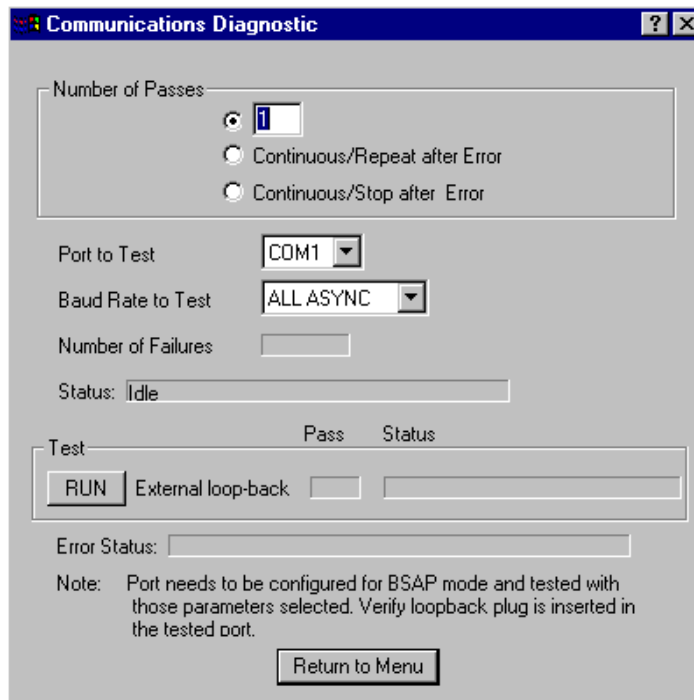 Communications Diagnostic
Number of Passes
1
Continuous/Repeat after Error
Continuous/Stop after Error
Port to Test COM1
Baud Rate to Test ALL ASYNC
Number of Failures
Status: Idle
Pass Status
Test
RUN External loop-back
Error Status:
Note: Port needs to be configured for BSAP mode and tested with
those parameters selected. Verify loopback plug is inserted in
the tested port.
Return to Menu